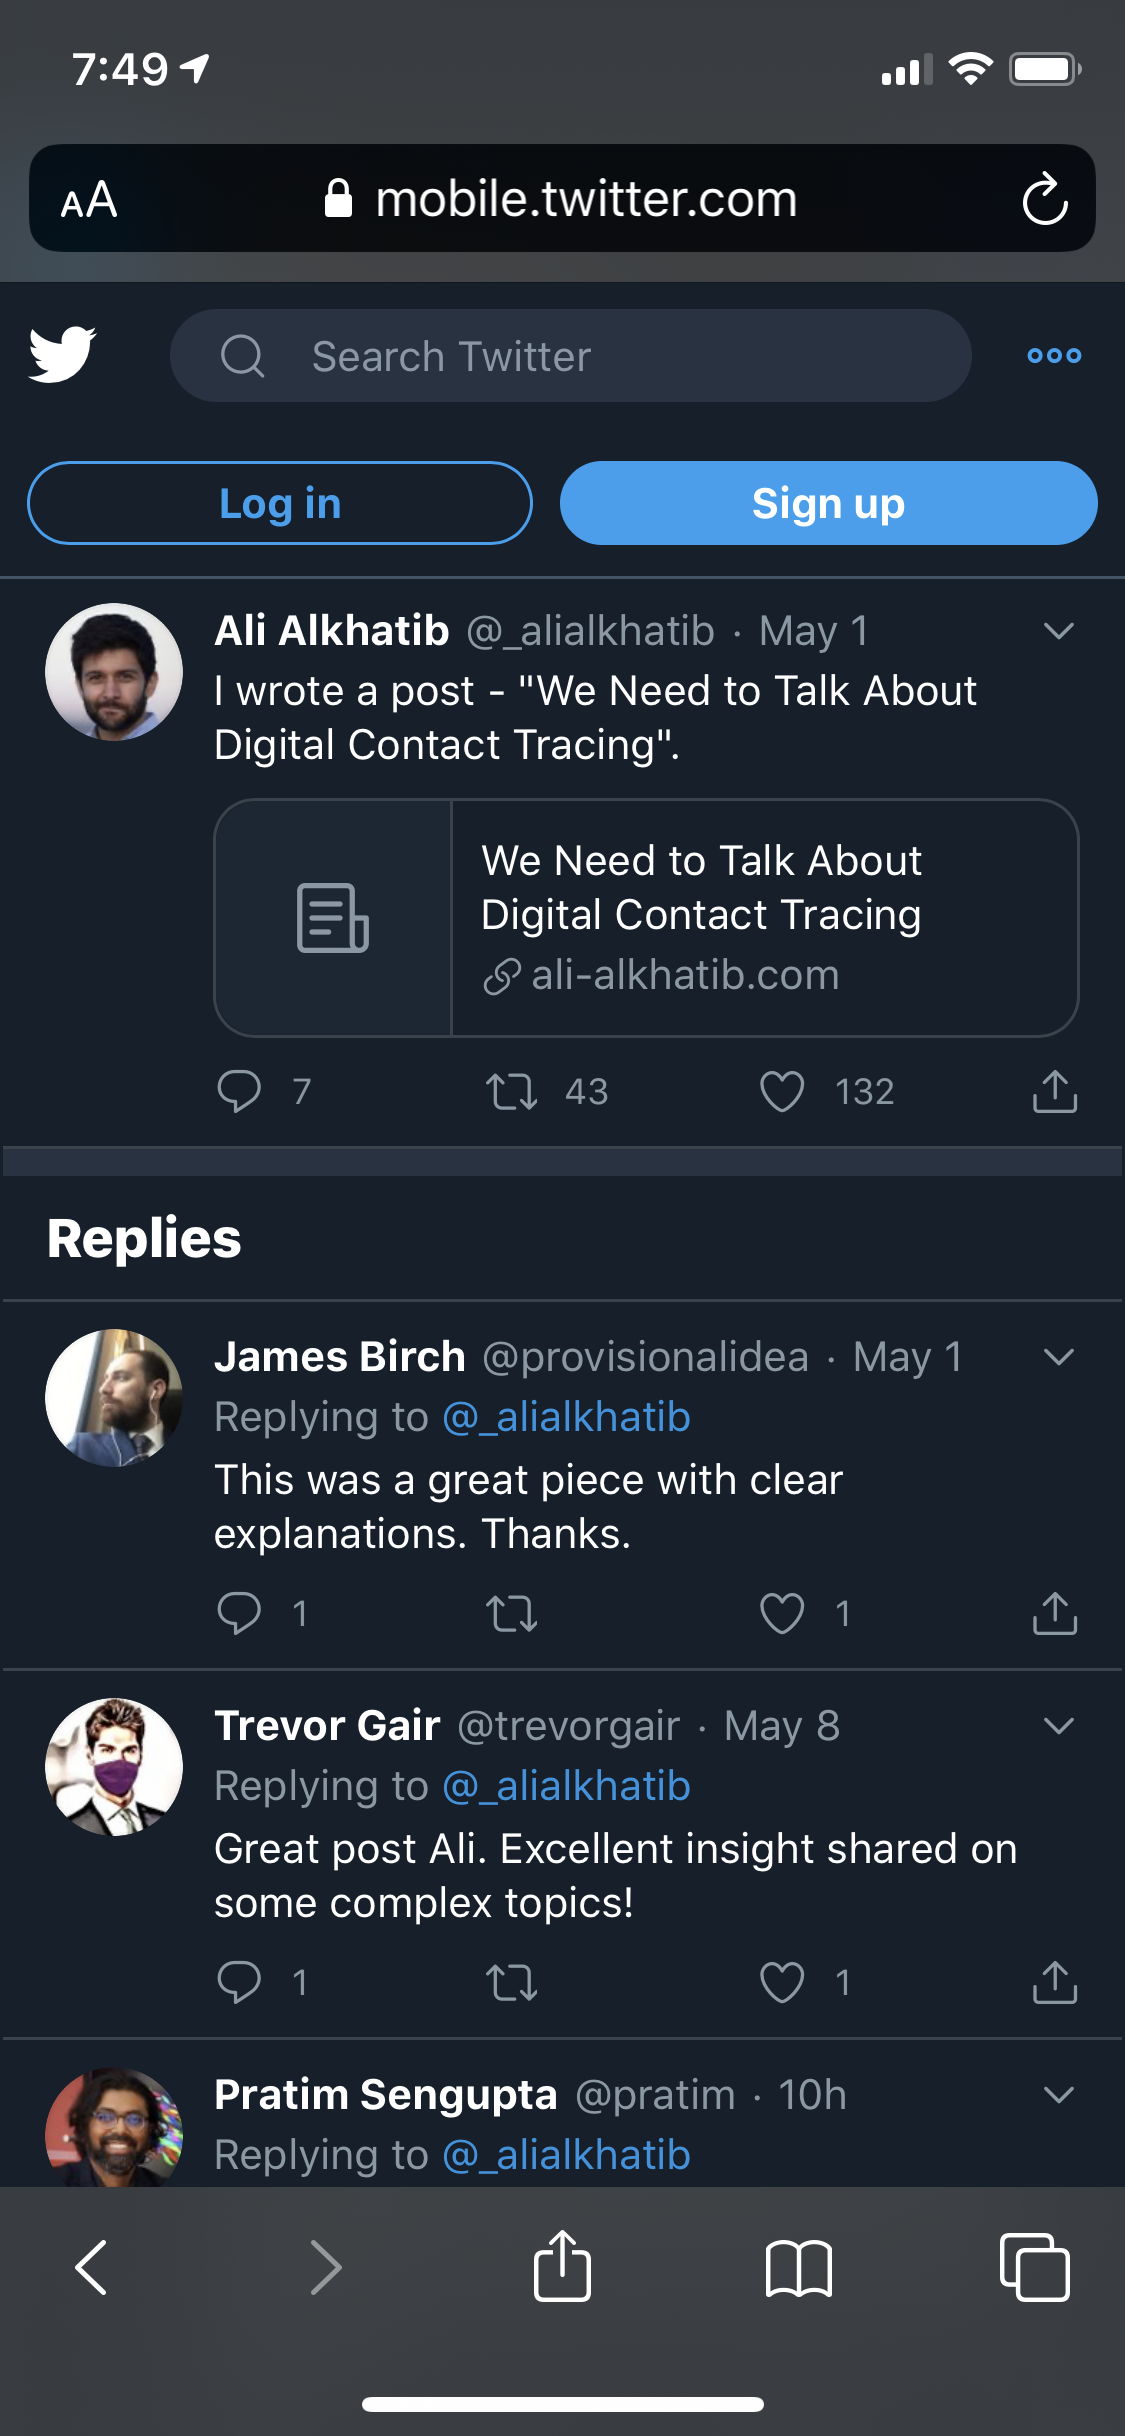 7:49
AA mobile.twitter.com
Search Twitter
Log in Sign up
Ali Alkhatib @_alialkhatib · May 1
I wrote a post - "We Need to Talk About
Digital Contact Tracing".
We Need to Talk About
Digital Contact Tracing
ali-alkhatib.com
7 43 132
Replies
James Birch @provisionalidea · May 1
Replying to @_alialkhatib
This was a great piece with clear
explanations. Thanks.
1 1
Trevor Gair @trevorgair · May 8
Replying to @_alialkhatib
Great post Ali. Excellent insight shared on
some complex topics!
1 1
Pratim Sengupta @pratim · 10h
Replying to @_alialkhatib